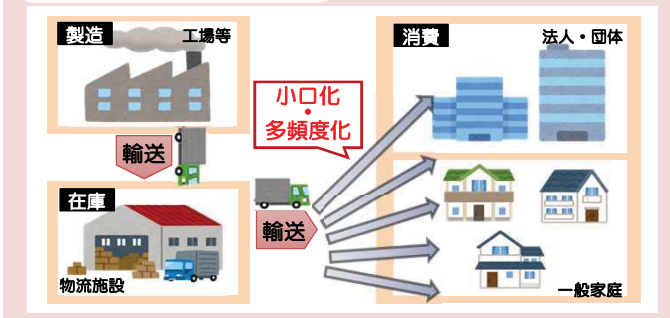 製造
工場等
輸送
在庫
物流施設
小口化
・
多頻度化
輸送
消費
法人・団体
一般家庭